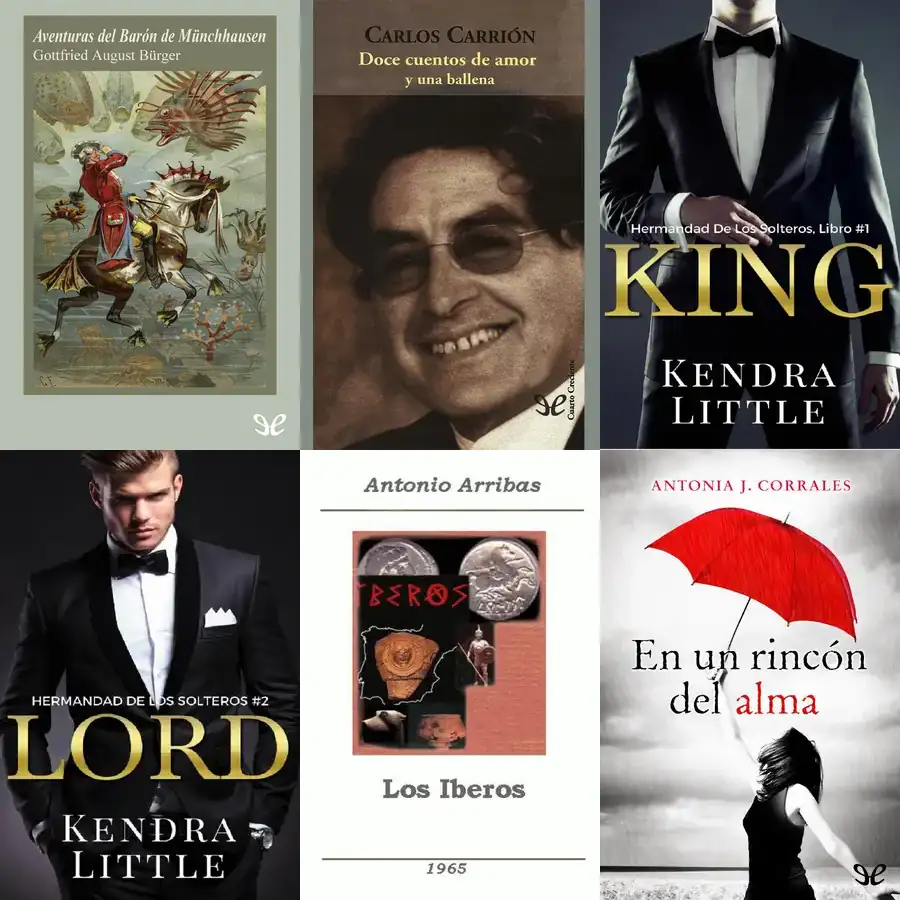 Aventuras del Barón de Münchhausen
Gottfried August Bürger
CARLOS CARRIÓN
Doce cuentos de amor
y una ballena
Cuarto Creciente
Hermandad De Los Solteros, Libro #1
KING
KENDRA
LITTLE
HERMANDAD DE LOS SOLTEROS #2
LORD
KENDRA
LITTLE
Antonio Arribas
IBEROS
Los Iberos
1965
ANTONIA J. CORRALES
En un rincón
del alma